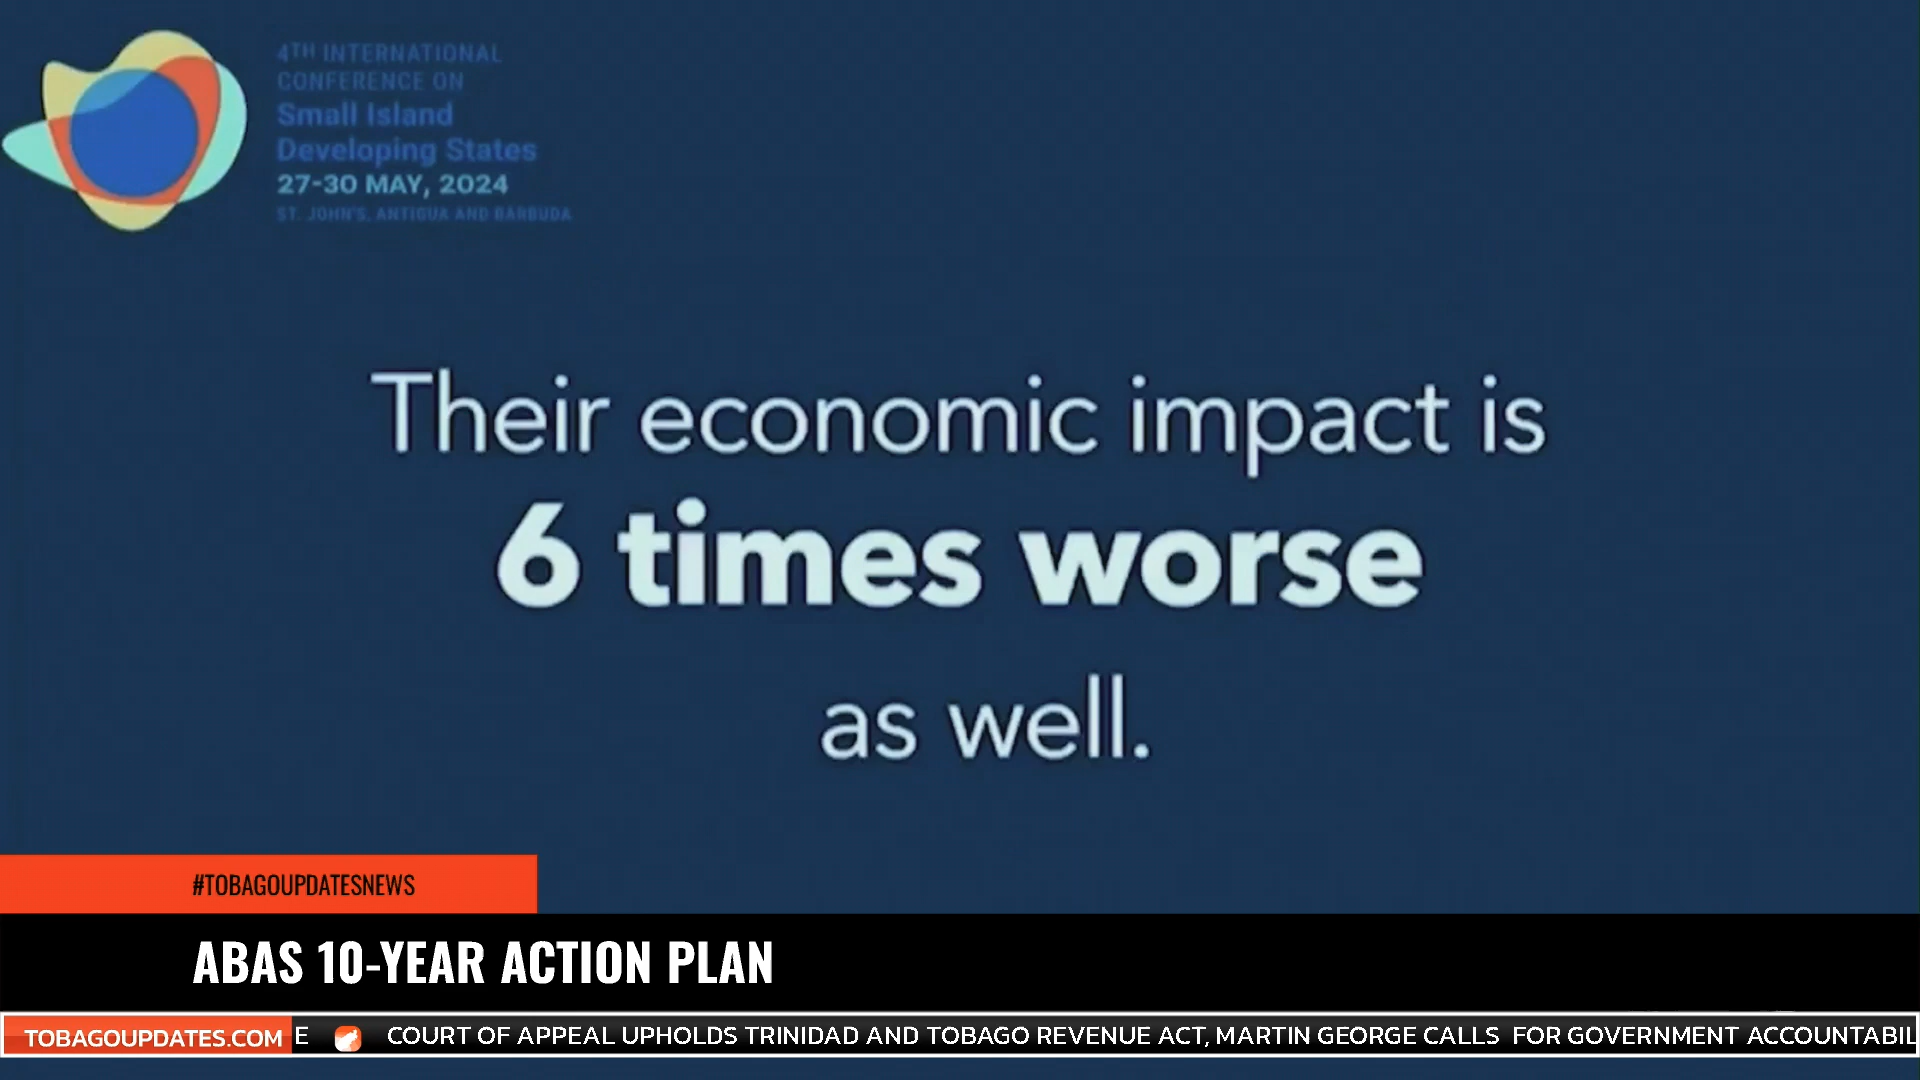 4TH INTERNATIONAL
CONFERENCE ON
Small Island
Developing States
27-30 MAY, 2024
ST. JOHN'S, ANTIGUA AND BARBUDA
Their economic impact is
6 times worse
as well.
#TOBAGOUPDATESNEWS
ABAS 10-YEAR ACTION PLAN
TOBAGOUPDATES.COM E COURT OF APPEAL UPHOLDS TRINIDAD AND TOBAGO REVENUE ACT, MARTIN GEORGE CALLS FOR GOVERNMENT ACCOUNTABIL